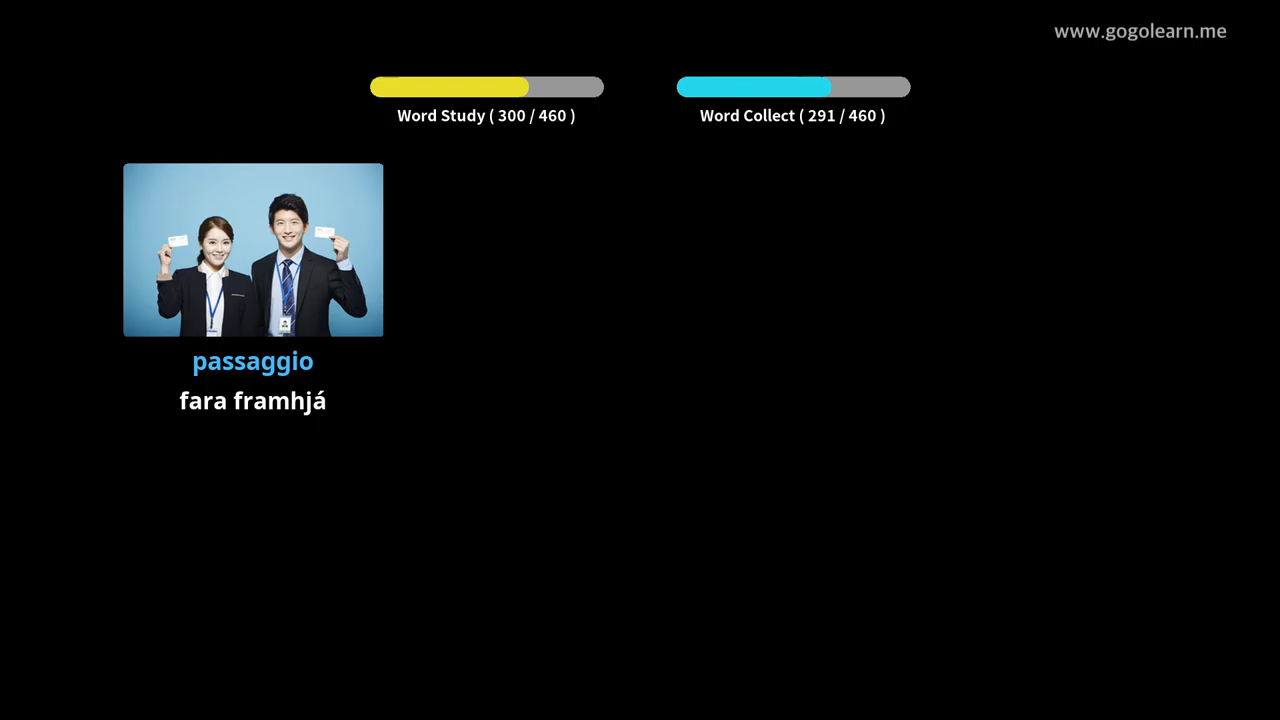 www.gogolearn.me
Word Study ( 300 / 460 )
Word Collect ( 291 / 460 )
passaggio
fara framhjá